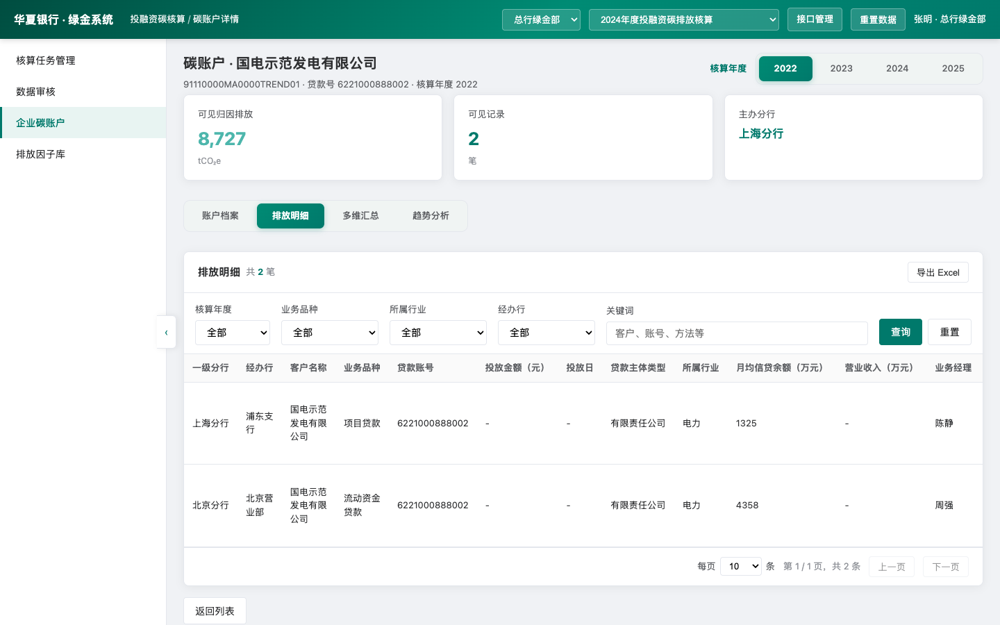 华夏银行 · 绿金系统
投融资碳核算 / 碳账户详情
总行绿金部
2024年度投融资碳排放核算
接口管理
重置数据
张明 · 总行绿金部
核算任务管理
数据审核
企业碳账户
排放因子库
碳账户 · 国电示范发电有限公司
91110000MA0000TREND01 · 贷款号 6221000888002 · 核算年度 2022
核算年度
2022
2023
2024
2025
可见归因排放
8,727
tCO₂e
可见记录
2
笔
主办分行
上海分行
账户档案
排放明细
多维汇总
趋势分析
排放明细 共 2 笔
导出 Excel
核算年度
全部
业务品种
全部
所属行业
全部
经办行
全部
关键词
客户、账号、方法等
查询
重置
‹
一级分行 经办行 客户名称 业务品种 贷款账号 投放金额（元） 投放日 贷款主体类型 所属行业 月均信贷余额（万元） 营业收入（万元） 业务经理
上海分行 浦东支行 国电示范发电有限公司 项目贷款 6221000888002 - - 有限责任公司 电力 1325 - 陈静
北京分行 北京营业部 国电示范发电有限公司 流动资金贷款 6221000888002 - - 有限责任公司 电力 4358 - 周强
每页 10 条 第 1 / 1 页，共 2 条 上一页 下一页
返回列表